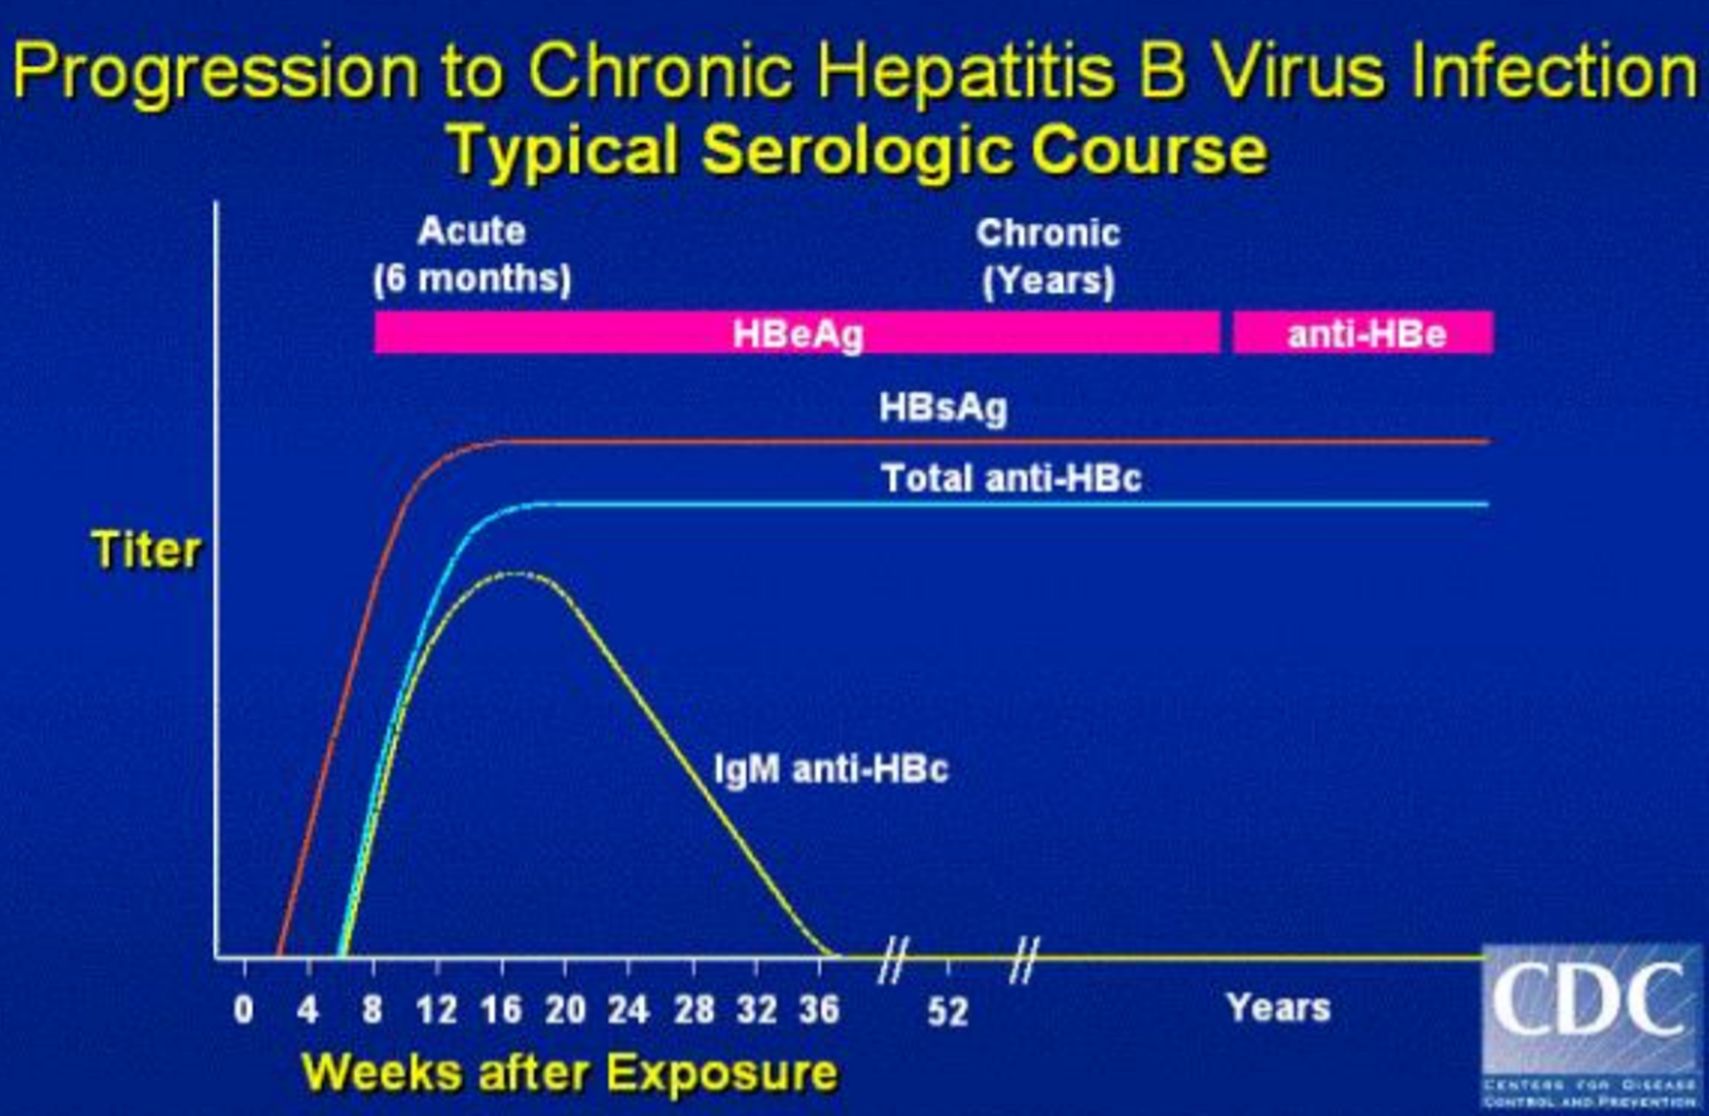 Progression to Chronic Hepatitis B Virus Infection
Typical Serologic Course
Acute
(6 months)
Chronic
(Years)
HBeAg
anti-HBe
HBsAg
Total anti-HBc
Titer
IgM anti-HBc
0 4 8 12 16 20 24 28 32 36 52 Years
Weeks after Exposure
CDC
CENTERS FOR DISEASE
CONTROL AND PREVENTION